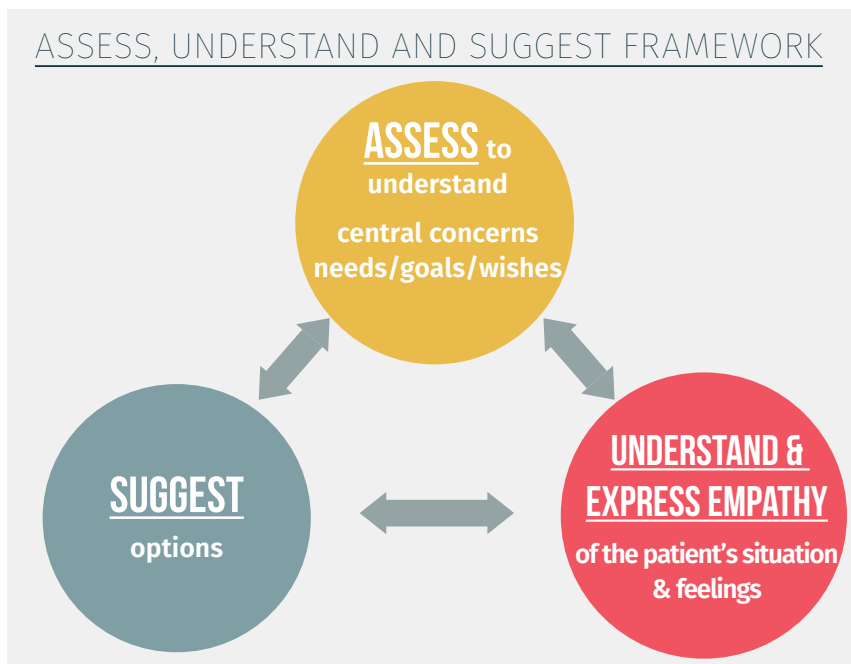 ASSESS, UNDERSTAND AND SUGGEST FRAMEWORK
ASSESS to
understand
central concerns
needs/goals/wishes
SUGGEST
options
UNDERSTAND &
EXPRESS EMPATHY
of the patient’s situation
& feelings